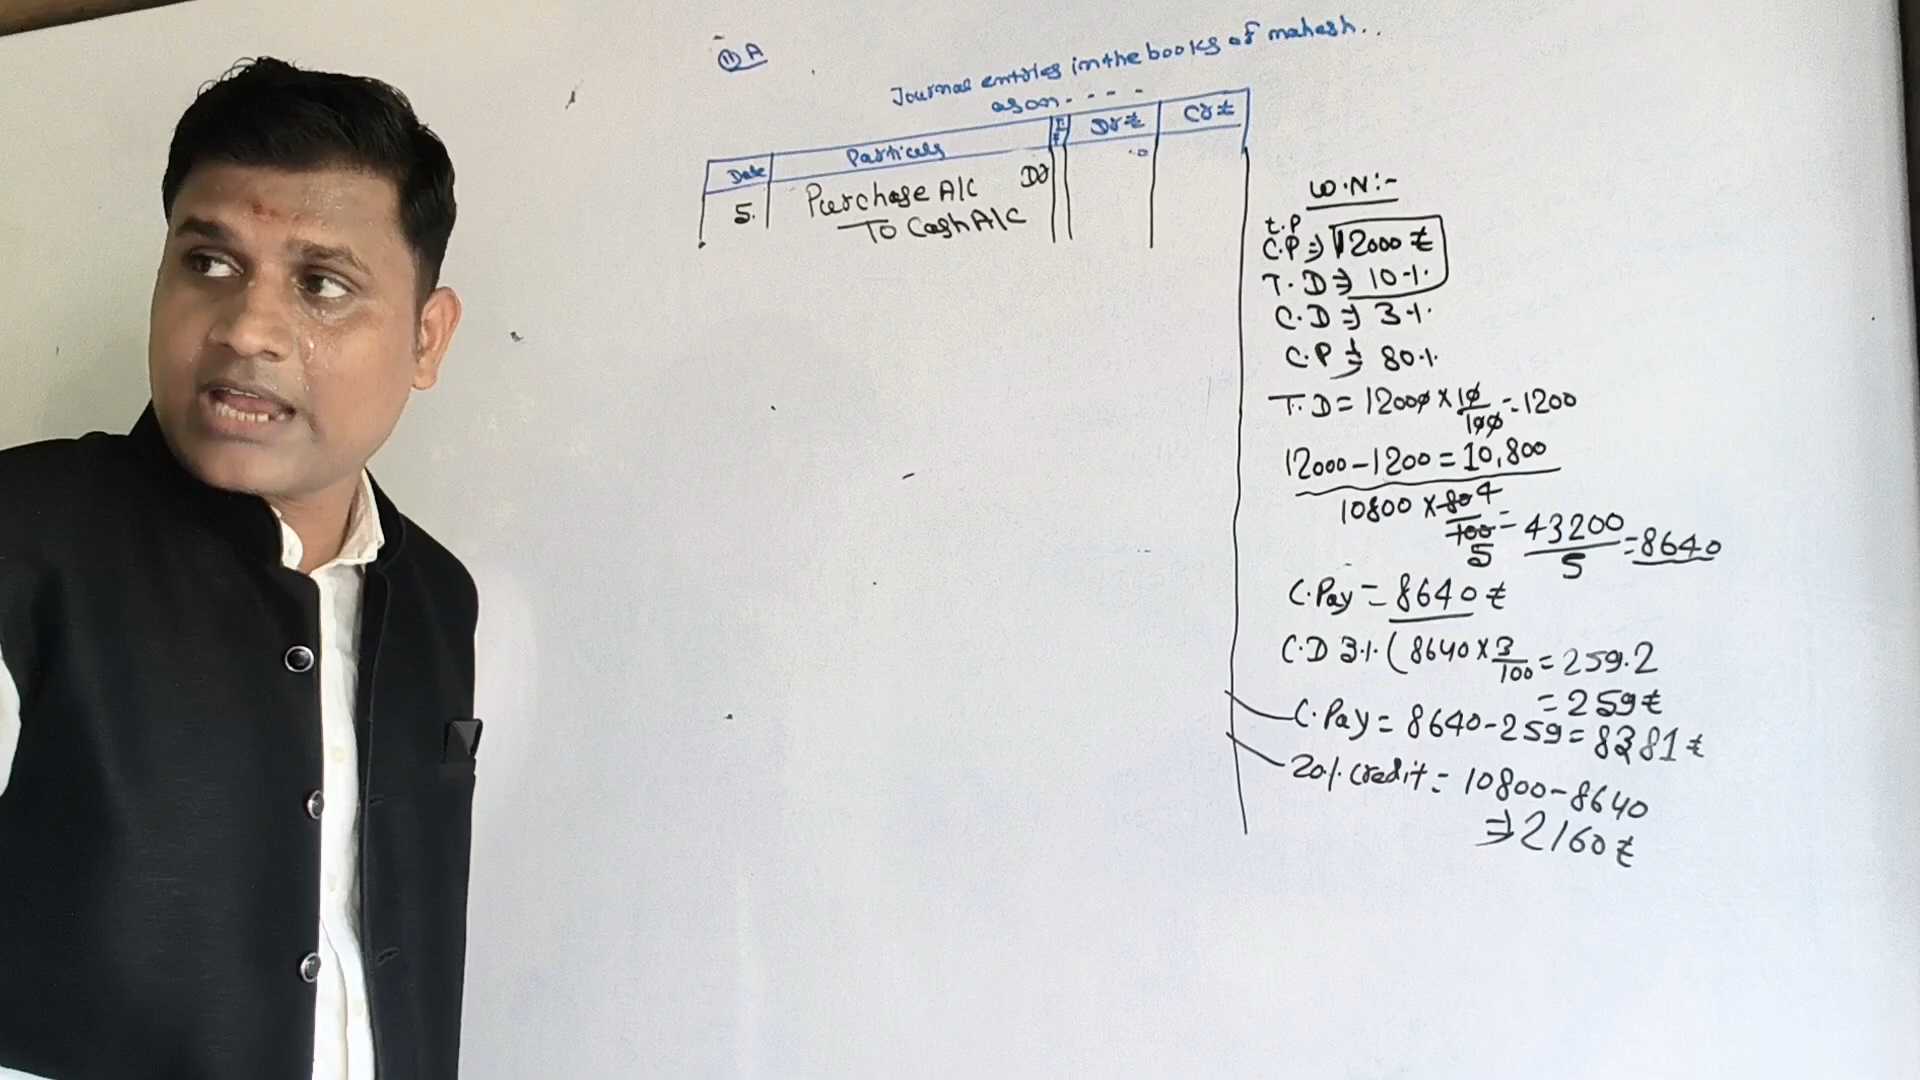 11 A
Journal entries in the books of mahesh..
as on - - - -
Date Particuls L.F Dr ₹ Cr ₹
5. Purchase A/C Dr
To Cash A/C
W.N:-
t.P
C.P ⇒ 12000 ₹
T.D ⇒ 10%
C.D ⇒ 3%
C.P ⇒ 80%
T.D = 12000 × 10/100 = 1200
12000 - 1200 = 10,800
10800 × 80/100 4/5 = 43200/5 = 8640
C.Pay = 8640 ₹
C.D 3% ( 8640 × 3/100 = 259.2
= 259 ₹
C.Pay = 8640 - 259 = 8381 ₹
20% credit = 10800 - 8640
⇒ 2160 ₹